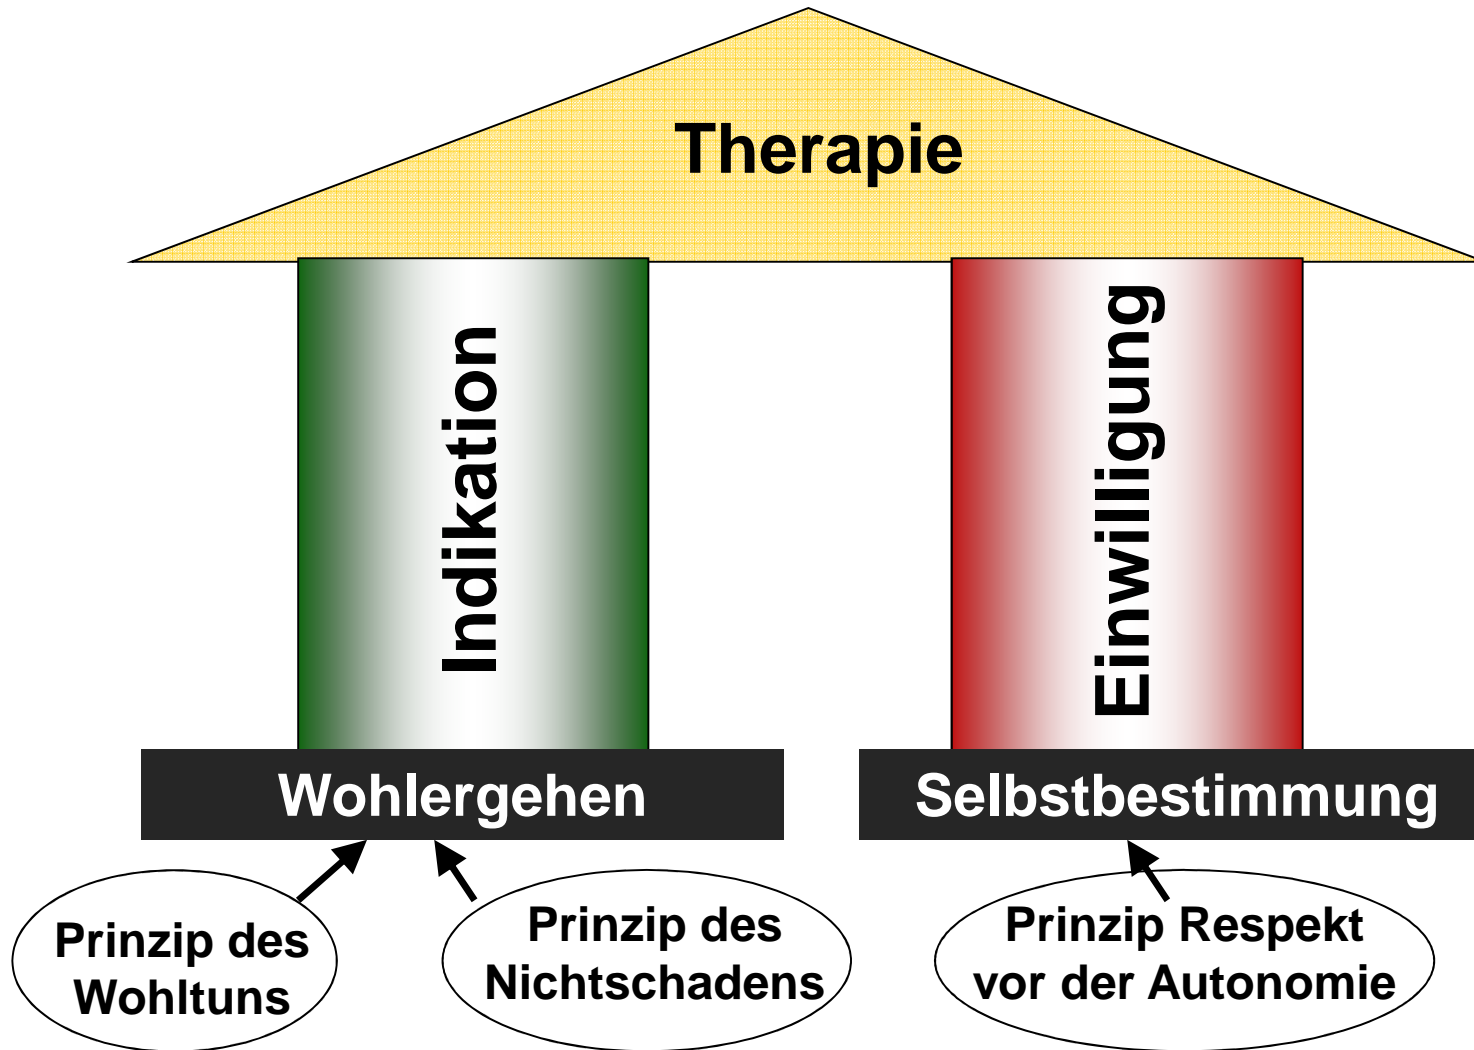 Therapie
Indikation
Einwilligung
Wohlergehen
Selbstbestimmung
Prinzip des
Wohltuns
Prinzip des
Nichtschadens
Prinzip Respekt
vor der Autonomie